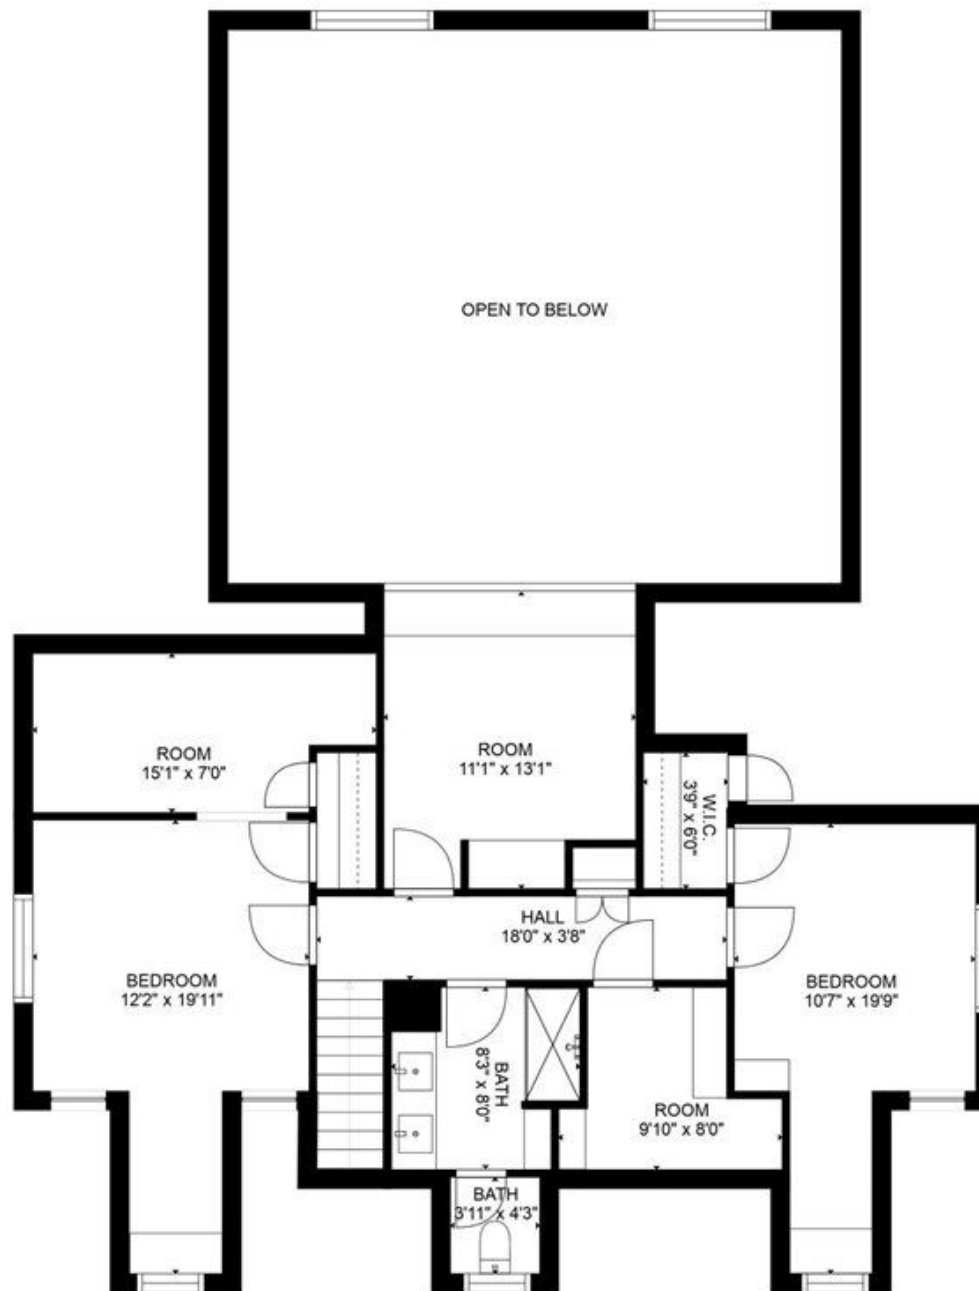 OPEN TO BELOW
ROOM
11'1" x 13'1"
ROOM
15'1" x 7'0"
W.I.C.
3'9" x 6'0"
HALL
18'0" x 3'8"
BEDROOM
12'2" x 19'11"
BEDROOM
10'7" x 19'9"
BATH
8'3" x 8'0"
ROOM
9'10" x 8'0"
BATH
3'11" x 4'3"